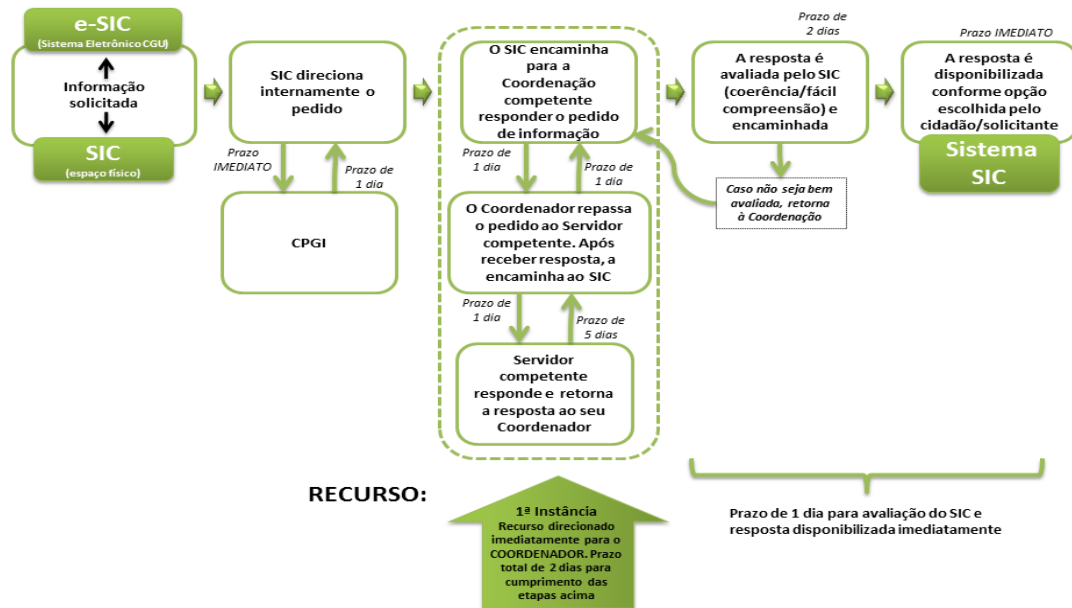 e-SIC
(Sistema Eletrônico CGU)
Informação
solicitada
SIC
(espaço físico)
SIC direciona
internamente o
pedido
Prazo
IMEDIATO
Prazo de
1 dia
CPGI
O SIC encaminha
para a
Coordenação
competente
responder o pedido
de informação
Prazo de
1 dia
Prazo de
1 dia
O Coordenador repassa
o pedido ao Servidor
competente. Após
receber resposta, a
encaminha ao SIC
Prazo de
1 dia
Prazo de
5 dias
Servidor
competente
responde e retorna
a resposta ao seu
Coordenador
Prazo de
2 dias
A resposta é
avaliada pelo SIC
(coerência/fácil
compreensão) e
encaminhada
Caso não seja bem
avaliada, retorna
à Coordenação
Prazo IMEDIATO
A resposta é
disponibilizada
conforme opção
escolhida pelo
cidadão/solicitante
Sistema
SIC
RECURSO:
1ª Instância
Recurso direcionado
imediatamente para o
COORDENADOR. Prazo
total de 2 dias para
cumprimento das
etapas acima
Prazo de 1 dia para avaliação do SIC e
resposta disponibilizada imediatamente